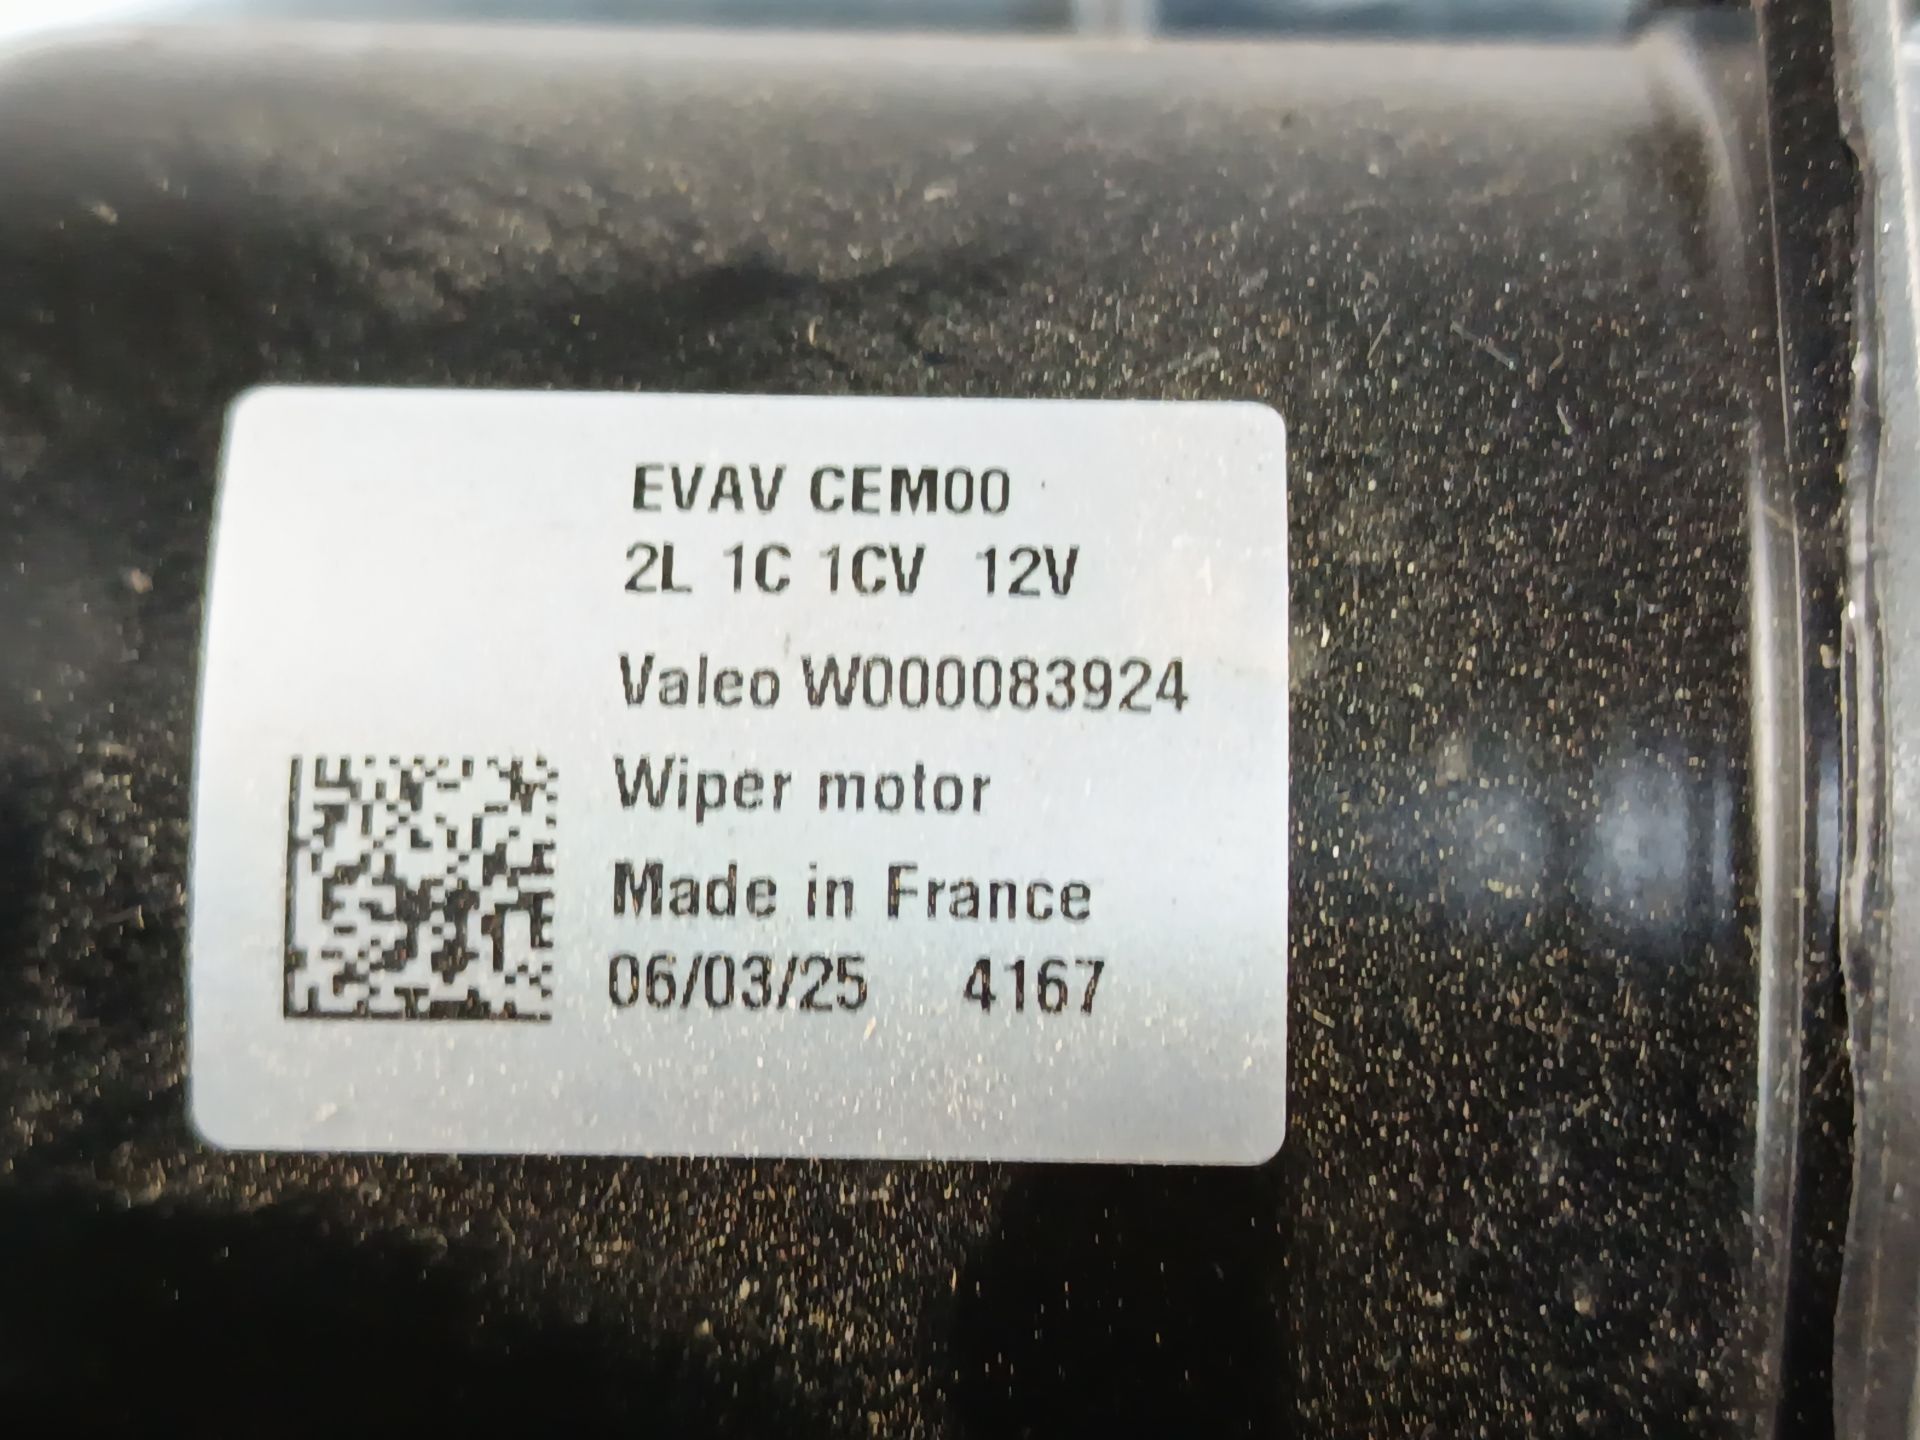 EVAV CEM00
2L 1C 1CV 12V
Valeo W000083924
Wiper motor
Made in France
06/03/25 4167